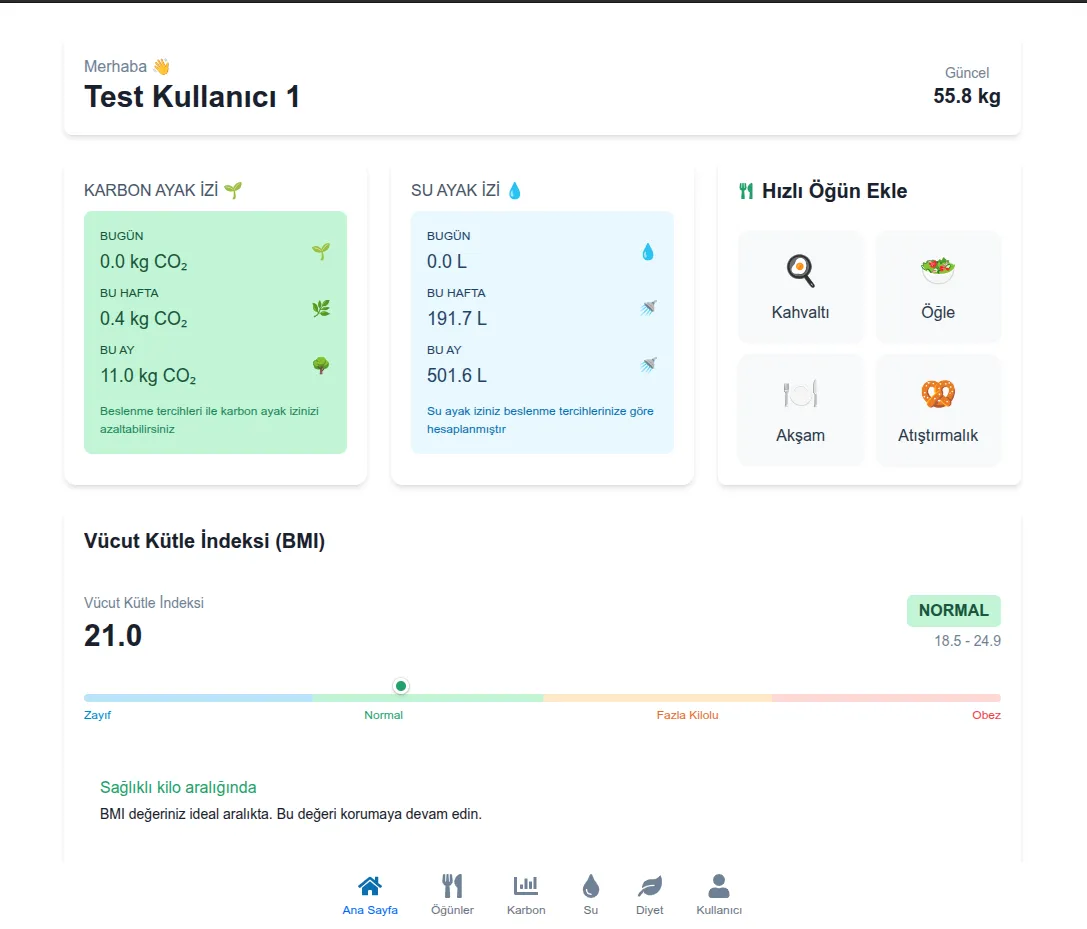 Merhaba 👋
Test Kullanıcı 1
Güncel
55.8 kg
KARBON AYAK İZİ 🌱
BUGÜN
0.0 kg CO₂
BU HAFTA
0.4 kg CO₂
BU AY
11.0 kg CO₂
Beslenme tercihleri ile karbon ayak izinizi
azaltabilirsiniz
SU AYAK İZİ 💧
BUGÜN
0.0 L
BU HAFTA
191.7 L
BU AY
501.6 L
Su ayak iziniz beslenme tercihlerinize göre
hesaplanmıştır
Hızlı Öğün Ekle
Kahvaltı
Öğle
Akşam
Atıştırmalık
Vücut Kütle İndeksi (BMI)
Vücut Kütle İndeksi
21.0
NORMAL
18.5 - 24.9
Zayıf
Normal
Fazla Kilolu
Obez
Sağlıklı kilo aralığında
BMI değeriniz ideal aralıkta. Bu değeri korumaya devam edin.
Ana Sayfa
Öğünler
Karbon
Su
Diyet
Kullanıcı